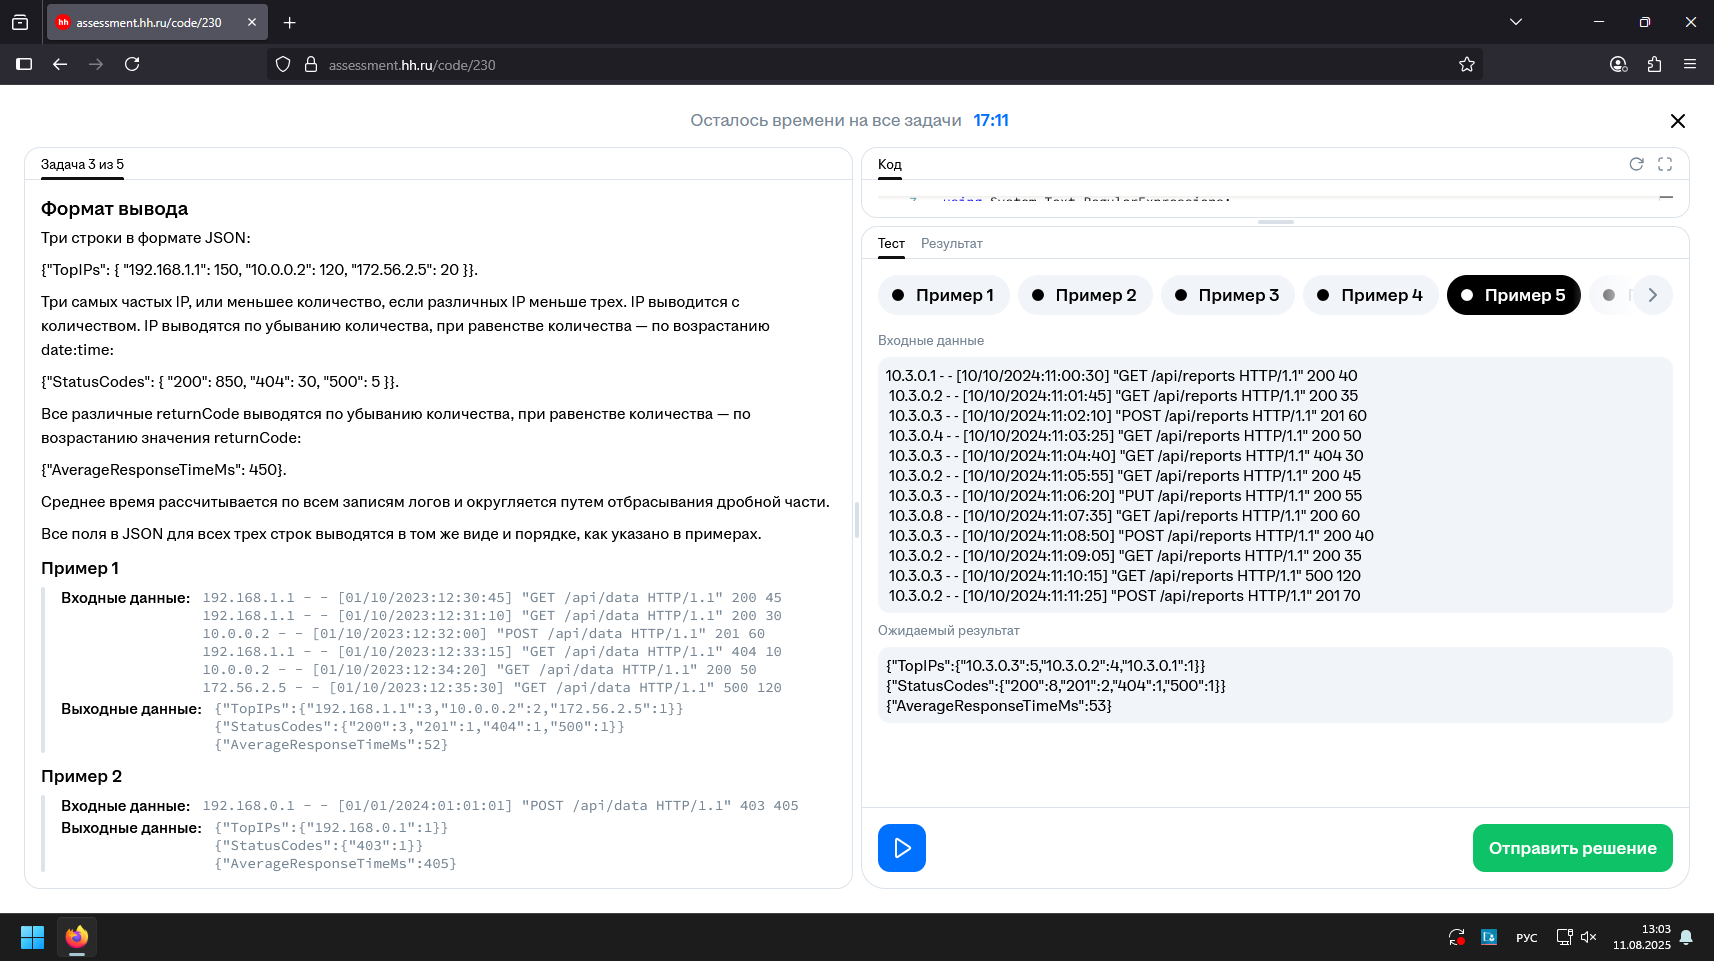 assessment.hh.ru/code/230
assessment.hh.ru/code/230
Осталось времени на все задачи 17:11
Задача 3 из 5
Формат вывода
Три строки в формате JSON:
{"TopIPs": { "192.168.1.1": 150, "10.0.0.2": 120, "172.56.2.5": 20 }}.
Три самых частых IP, или меньшее количество, если различных IP меньше трех. IP выводится с
количеством. IP выводятся по убыванию количества, при равенстве количества — по возрастанию
date:time:
{"StatusCodes": { "200": 850, "404": 30, "500": 5 }}.
Все различные returnCode выводятся по убыванию количества, при равенстве количества — по
возрастанию значения returnCode:
{"AverageResponseTimeMs": 450}.
Среднее время рассчитывается по всем записям логов и округляется путем отбрасывания дробной части.
Все поля в JSON для всех трех строк выводятся в том же виде и порядке, как указано в примерах.
Пример 1
Входные данные: 192.168.1.1 - - [01/10/2023:12:30:45] "GET /api/data HTTP/1.1" 200 45
192.168.1.1 - - [01/10/2023:12:31:10] "GET /api/data HTTP/1.1" 200 30
10.0.0.2 - - [01/10/2023:12:32:00] "POST /api/data HTTP/1.1" 201 60
192.168.1.1 - - [01/10/2023:12:33:15] "GET /api/data HTTP/1.1" 404 10
10.0.0.2 - - [01/10/2023:12:34:20] "GET /api/data HTTP/1.1" 200 50
172.56.2.5 - - [01/10/2023:12:35:30] "GET /api/data HTTP/1.1" 500 120
Выходные данные: {"TopIPs":{"192.168.1.1":3,"10.0.0.2":2,"172.56.2.5":1}}
{"StatusCodes":{"200":3,"201":1,"404":1,"500":1}}
{"AverageResponseTimeMs":52}
Пример 2
Входные данные: 192.168.0.1 - - [01/01/2024:01:01:01] "POST /api/data HTTP/1.1" 403 405
Выходные данные: {"TopIPs":{"192.168.0.1":1}}
{"StatusCodes":{"403":1}}
{"AverageResponseTimeMs":405}
Код
using System.Text.RegularExpressions;
Тест Результат
Пример 1 Пример 2 Пример 3 Пример 4 Пример 5
Входные данные
10.3.0.1 - - [10/10/2024:11:00:30] "GET /api/reports HTTP/1.1" 200 40
10.3.0.2 - - [10/10/2024:11:01:45] "GET /api/reports HTTP/1.1" 200 35
10.3.0.3 - - [10/10/2024:11:02:10] "POST /api/reports HTTP/1.1" 201 60
10.3.0.4 - - [10/10/2024:11:03:25] "GET /api/reports HTTP/1.1" 200 50
10.3.0.3 - - [10/10/2024:11:04:40] "GET /api/reports HTTP/1.1" 404 30
10.3.0.2 - - [10/10/2024:11:05:55] "GET /api/reports HTTP/1.1" 200 45
10.3.0.3 - - [10/10/2024:11:06:20] "PUT /api/reports HTTP/1.1" 200 55
10.3.0.8 - - [10/10/2024:11:07:35] "GET /api/reports HTTP/1.1" 200 60
10.3.0.3 - - [10/10/2024:11:08:50] "POST /api/reports HTTP/1.1" 200 40
10.3.0.2 - - [10/10/2024:11:09:05] "GET /api/reports HTTP/1.1" 200 35
10.3.0.3 - - [10/10/2024:11:10:15] "GET /api/reports HTTP/1.1" 500 120
10.3.0.2 - - [10/10/2024:11:11:25] "POST /api/reports HTTP/1.1" 201 70
Ожидаемый результат
{"TopIPs":{"10.3.0.3":5,"10.3.0.2":4,"10.3.0.1":1}}
{"StatusCodes":{"200":8,"201":2,"404":1,"500":1}}
{"AverageResponseTimeMs":53}
Отправить решение
РУС
13:03
11.08.2025